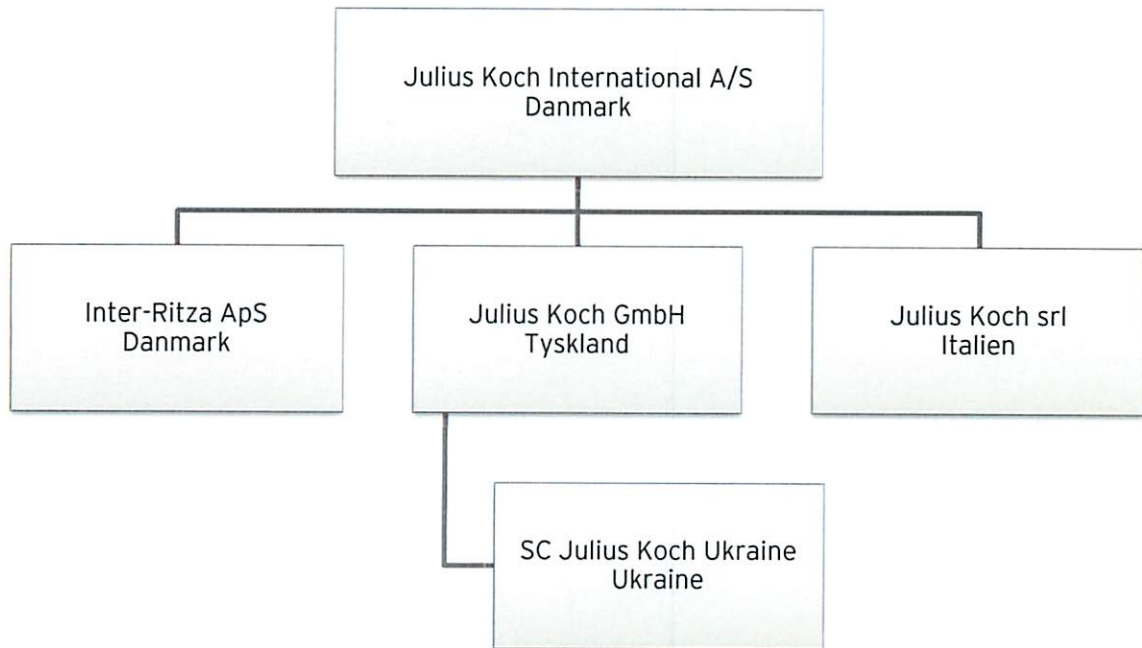 Julius Koch International A/S
Danmark
Inter-Ritza ApS
Danmark
Julius Koch GmbH
Tyskland
Julius Koch srl
Italien
SC Julius Koch Ukraine
Ukraine